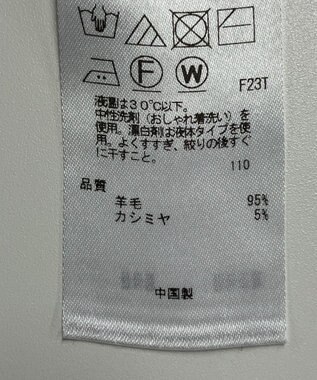 F
W
F23T
液温は30℃以下。
中性洗剤(おしゃれ着洗い)を
使用。漂白剤は液体タイプを使
用。よくすすぎ、絞りの後すぐ
に干すこと。
110
品質
羊毛 95%
カシミヤ 5%
中国製